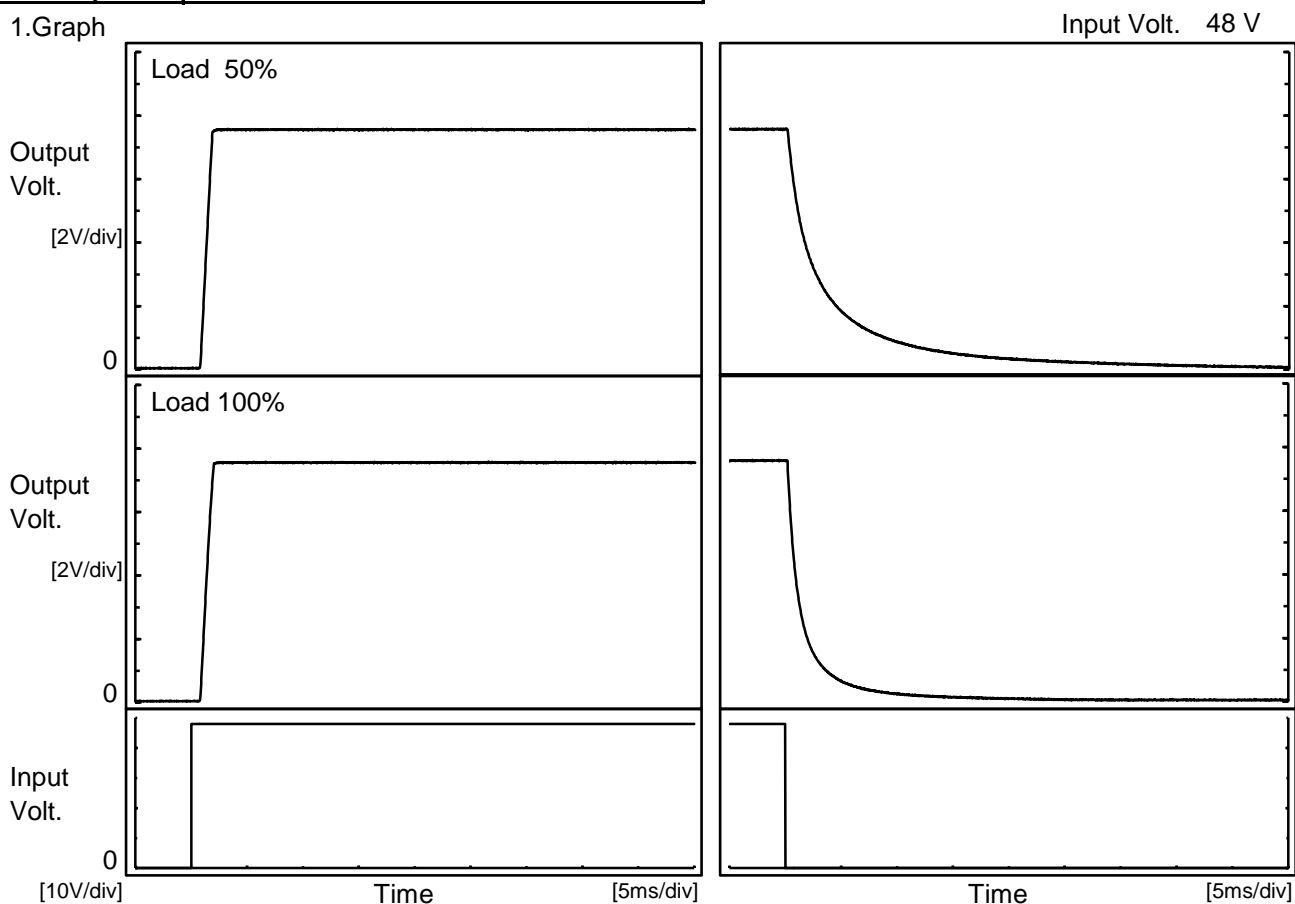 1.Graph
Input Volt. 48 V
Load 50%
Output
Volt.
[2V/div]
0
Load 100%
Output
Volt.
[2V/div]
0
Input
Volt.
0
[10V/div]
Time
[5ms/div]
Time
[5ms/div]